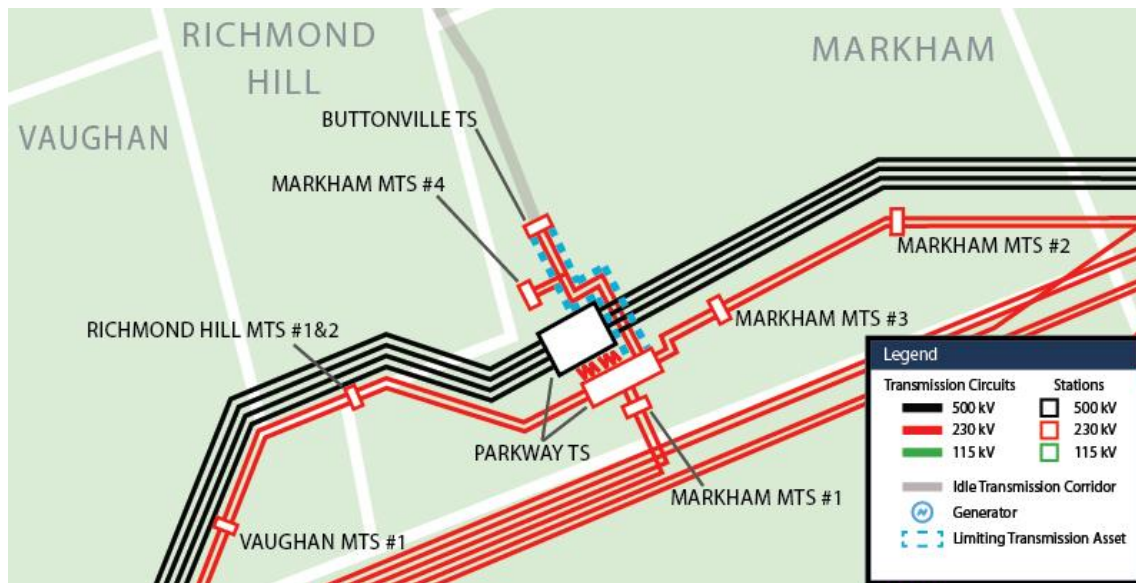 RICHMOND
HILL
MARKHAM
VAUGHAN
BUTTONVILLE TS
MARKHAM MTS #4
MARKHAM MTS #2
RICHMOND HILL MTS #1&2
MARKHAM MTS #3
PARKWAY TS
MARKHAM MTS #1
VAUGHAN MTS #1
Legend
Transmission Circuits
Stations
500 kV
500 kV
230 kV
230 kV
115 kV
115 kV
Idle Transmission Corridor
Generator
Limiting Transmission Asset